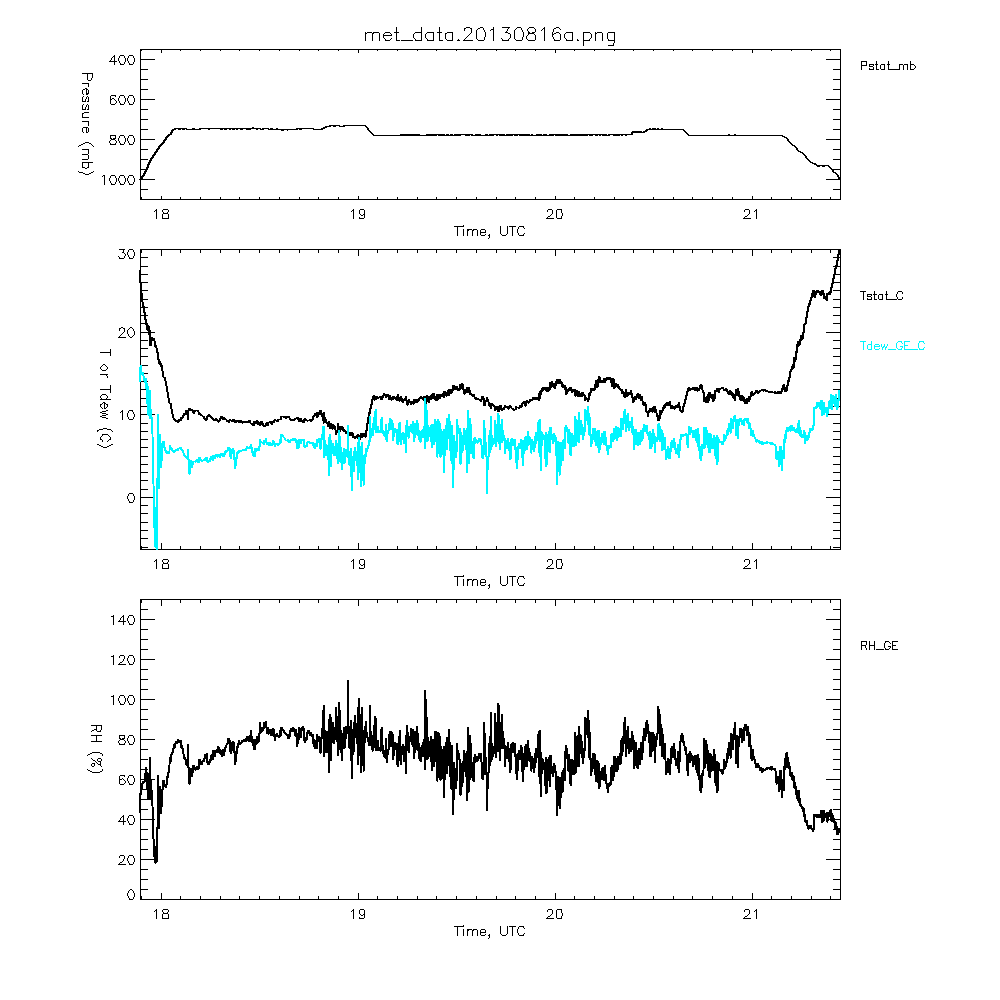 met_data.20130816a.png
400
600
800
1000
Pressure (mb)
Pstat_mb
18 19 20 21
Time, UTC
30
20
10
0
T or Tdew (C)
Tstat_C
Tdew_GE_C
18 19 20 21
Time, UTC
140
120
100
80
60
40
20
0
RH (%)
RH_GE
18 19 20 21
Time, UTC